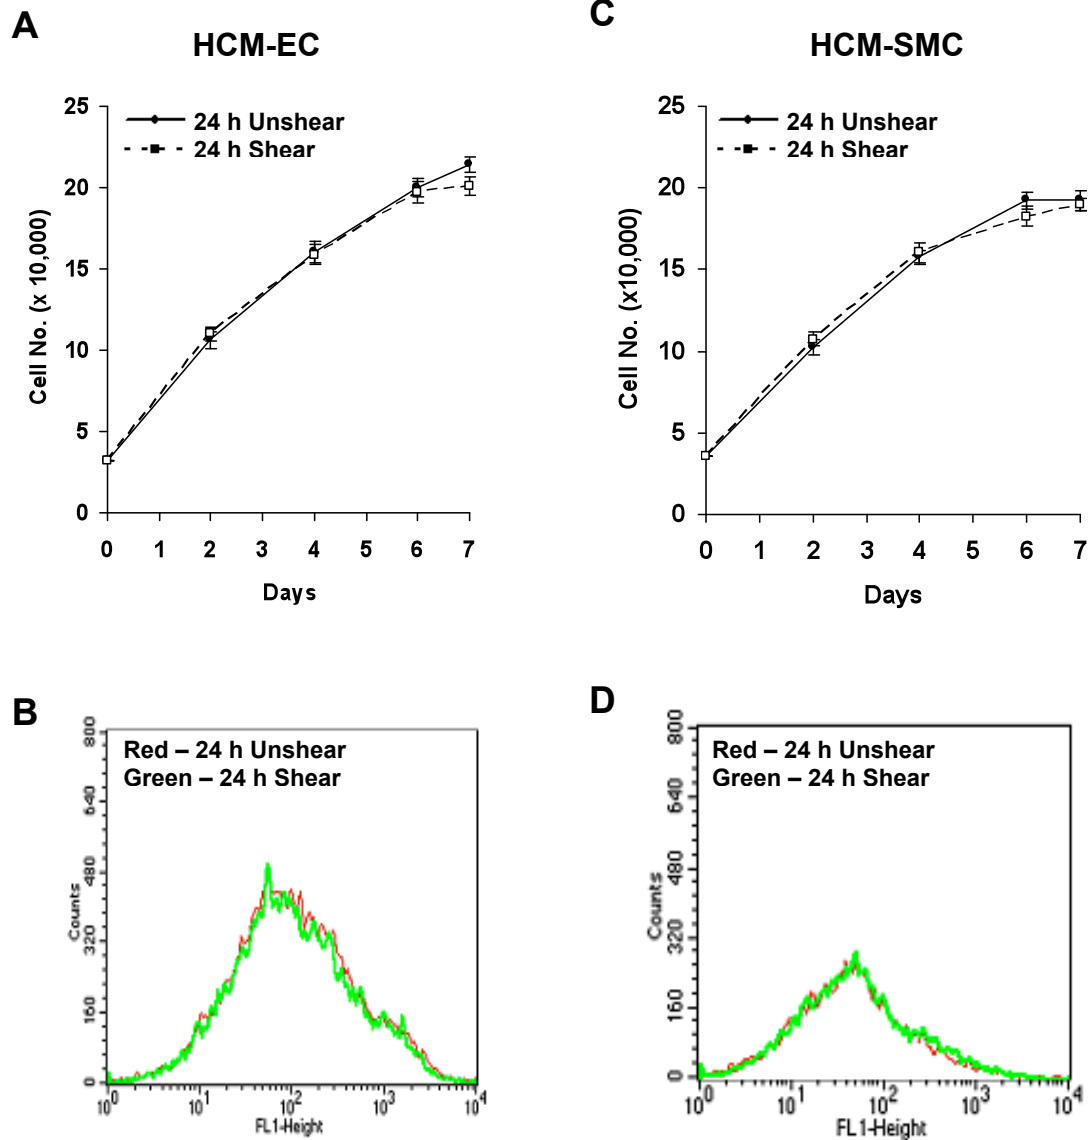 A
HCM-EC
25
20
15
10
5
0
Cell No. (x 10,000)
24 h Unshear
24 h Shear
0 1 2 3 4 5 6 7
Days
C
HCM-SMC
25
20
15
10
5
0
Cell No. (x10,000)
24 h Unshear
24 h Shear
0 1 2 3 4 5 6 7
Days
B
800
640
480
320
160
0
Counts
Red – 24 h Unshear
Green – 24 h Shear
10^0 10^1 10^2 10^3 10^4
FL1-Height
D
800
640
480
320
160
0
Counts
Red – 24 h Unshear
Green – 24 h Shear
10^0 10^1 10^2 10^3 10^4
FL1-Height